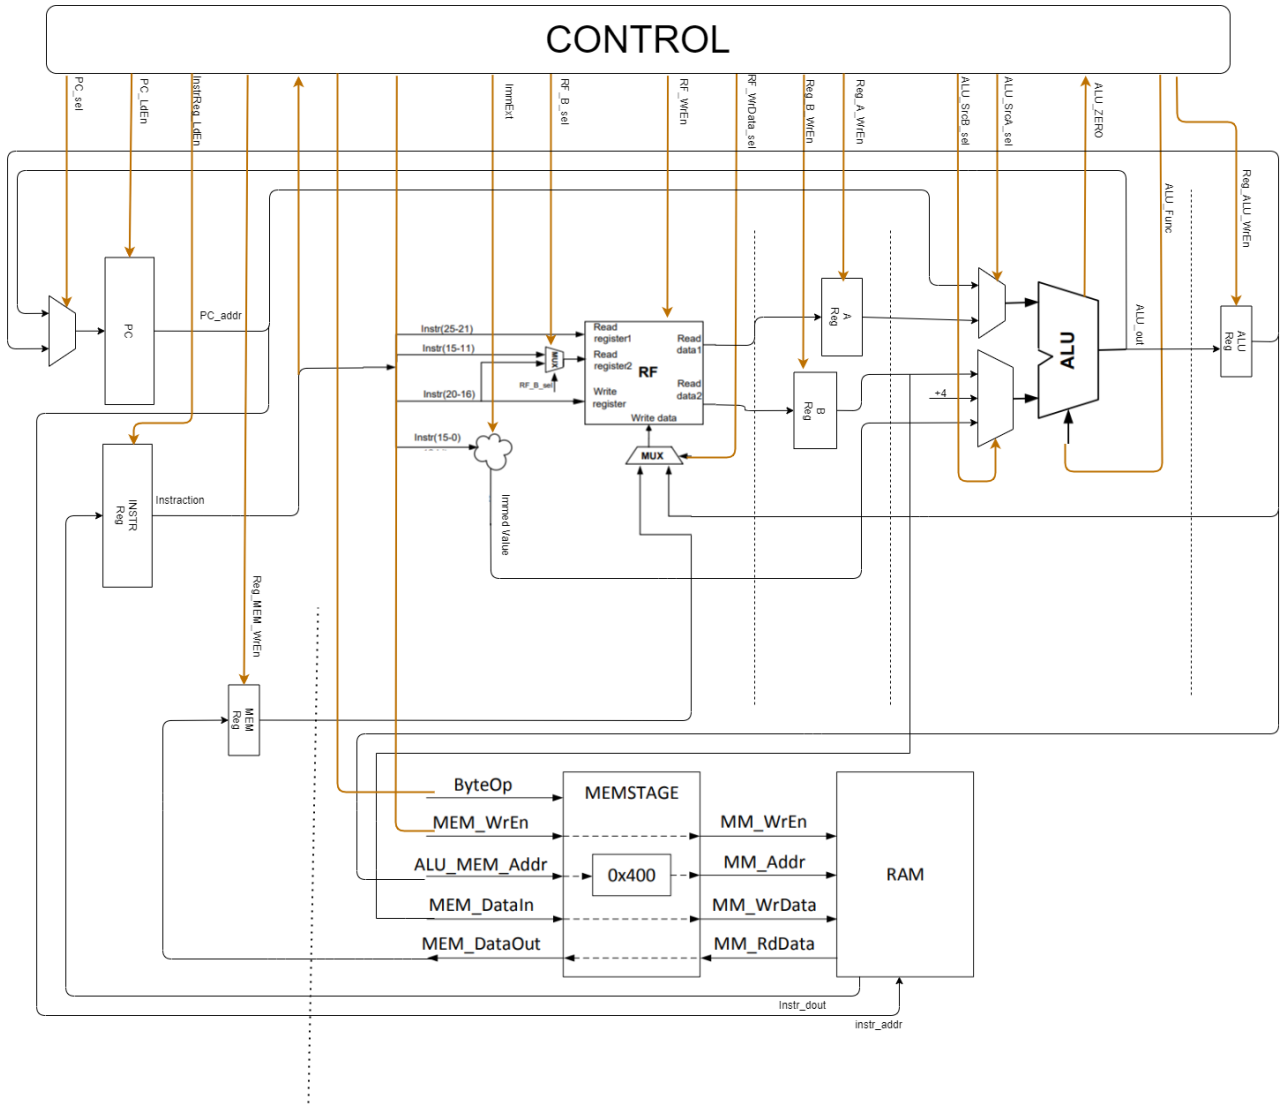 CONTROL
PC_sel
PC_LdEn
InstrReg_LdEn
ImmExt
RF_B_sel
RF_WrEn
RF_WrData_sel
Reg_B_WrEn
Reg_A_WrEn
ALU_SrcB_sel
ALU_SrcA_sel
ALU_ZERO
ALU_Func
Reg_ALU_WrEn
PC
PC_addr
Instr(25-21)
Instr(15-11)
Instr(20-16)
Instr(15-0)
MUX
RF_B_sel
Read
register1
Read
register2
Write
register
RF
Read
data1
Read
data2
Write data
MUX
A
Reg
B
Reg
+4
ALU
ALU_out
ALU
Reg
INSTR
Reg
Instraction
Immed Value
Reg_MEM_WrEn
MEM
Reg
ByteOp
MEM_WrEn
ALU_MEM_Addr
MEM_DataIn
MEM_DataOut
MEMSTAGE
0x400
MM_WrEn
MM_Addr
MM_WrData
MM_RdData
RAM
Instr_dout
instr_addr